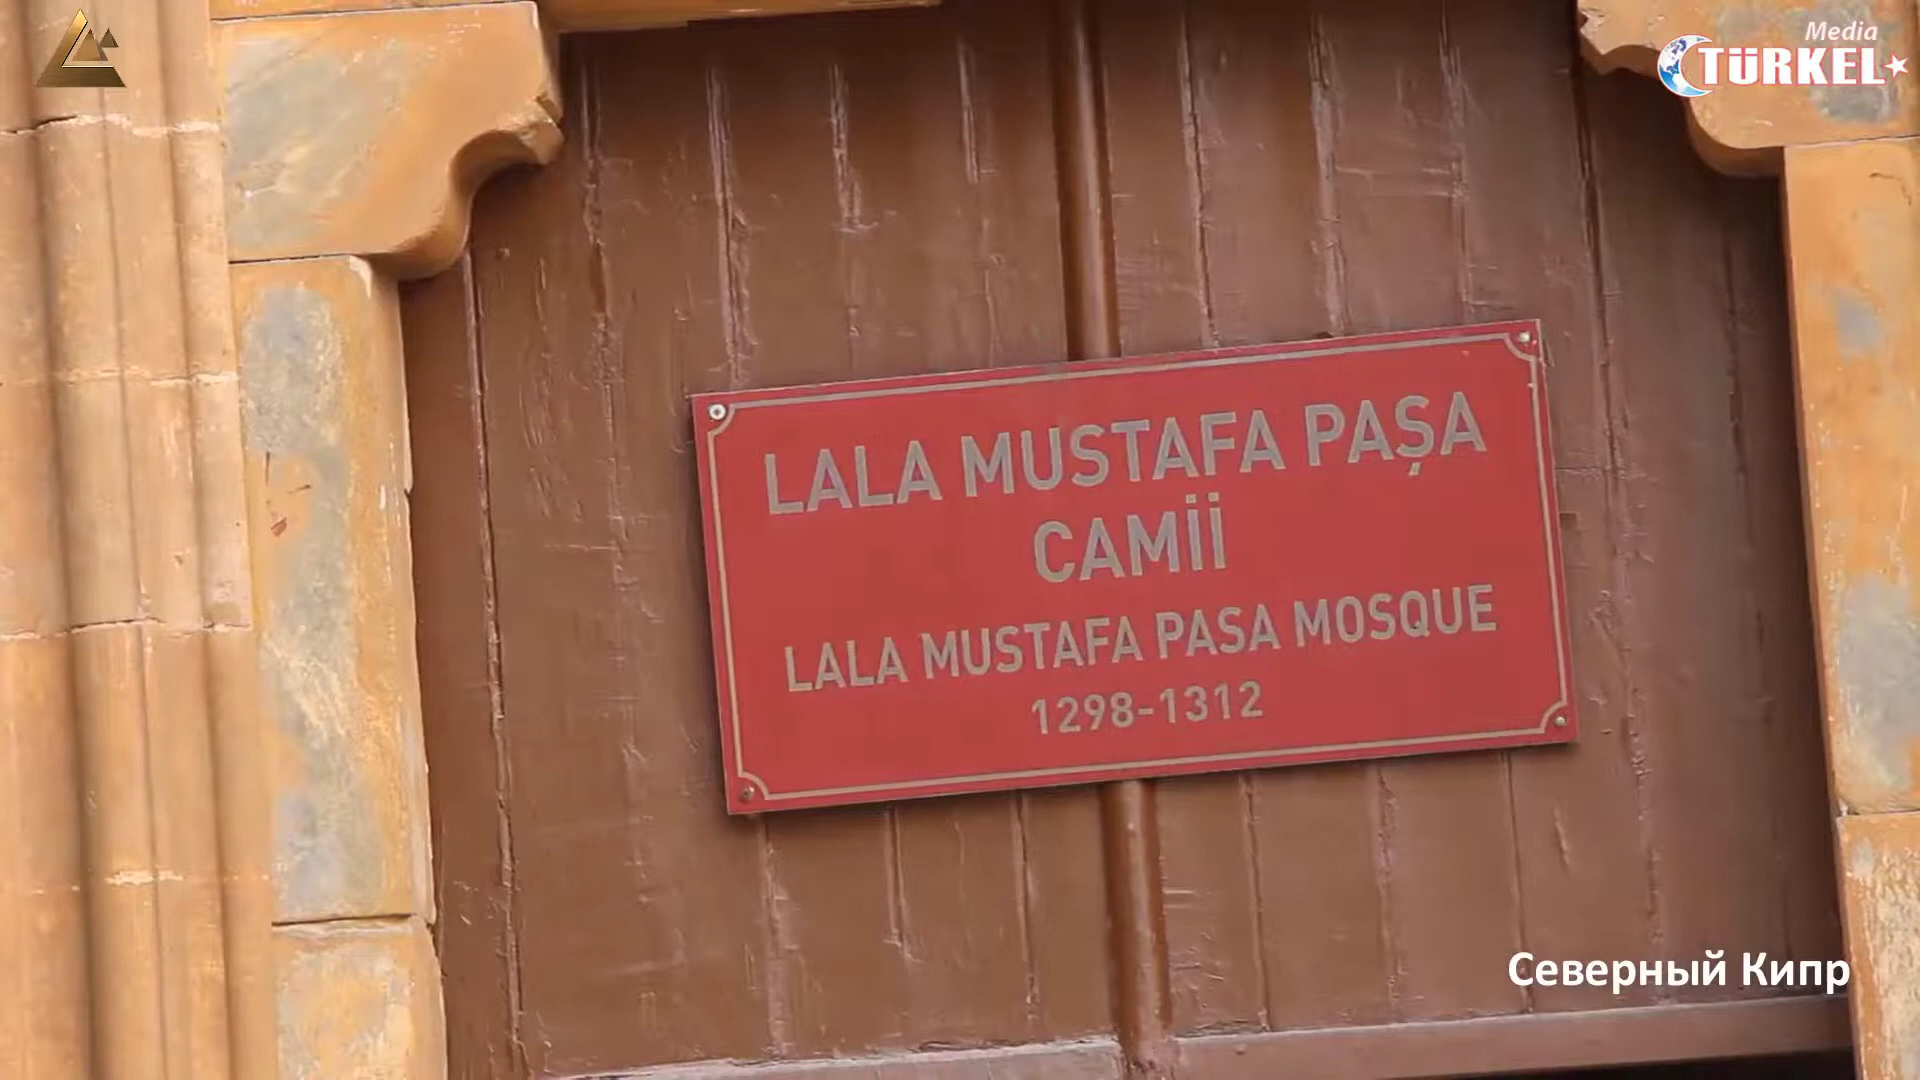 Media
TÜRKEL
LALA MUSTAFA PAŞA
CAMİİ
LALA MUSTAFA PASA MOSQUE
1298-1312
Северный Кипр